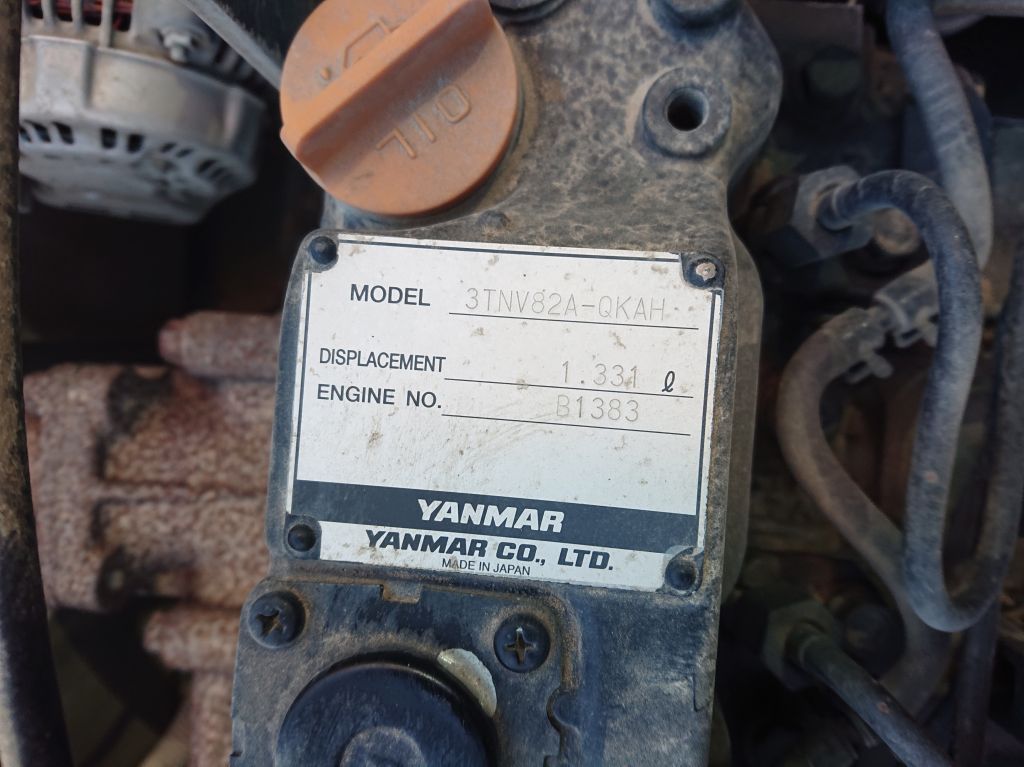 OIL
MODEL 3TNV82A-QKAH
DISPLACEMENT 1.331 ℓ
ENGINE NO. B1383
YANMAR
YANMAR CO., LTD.
MADE IN JAPAN